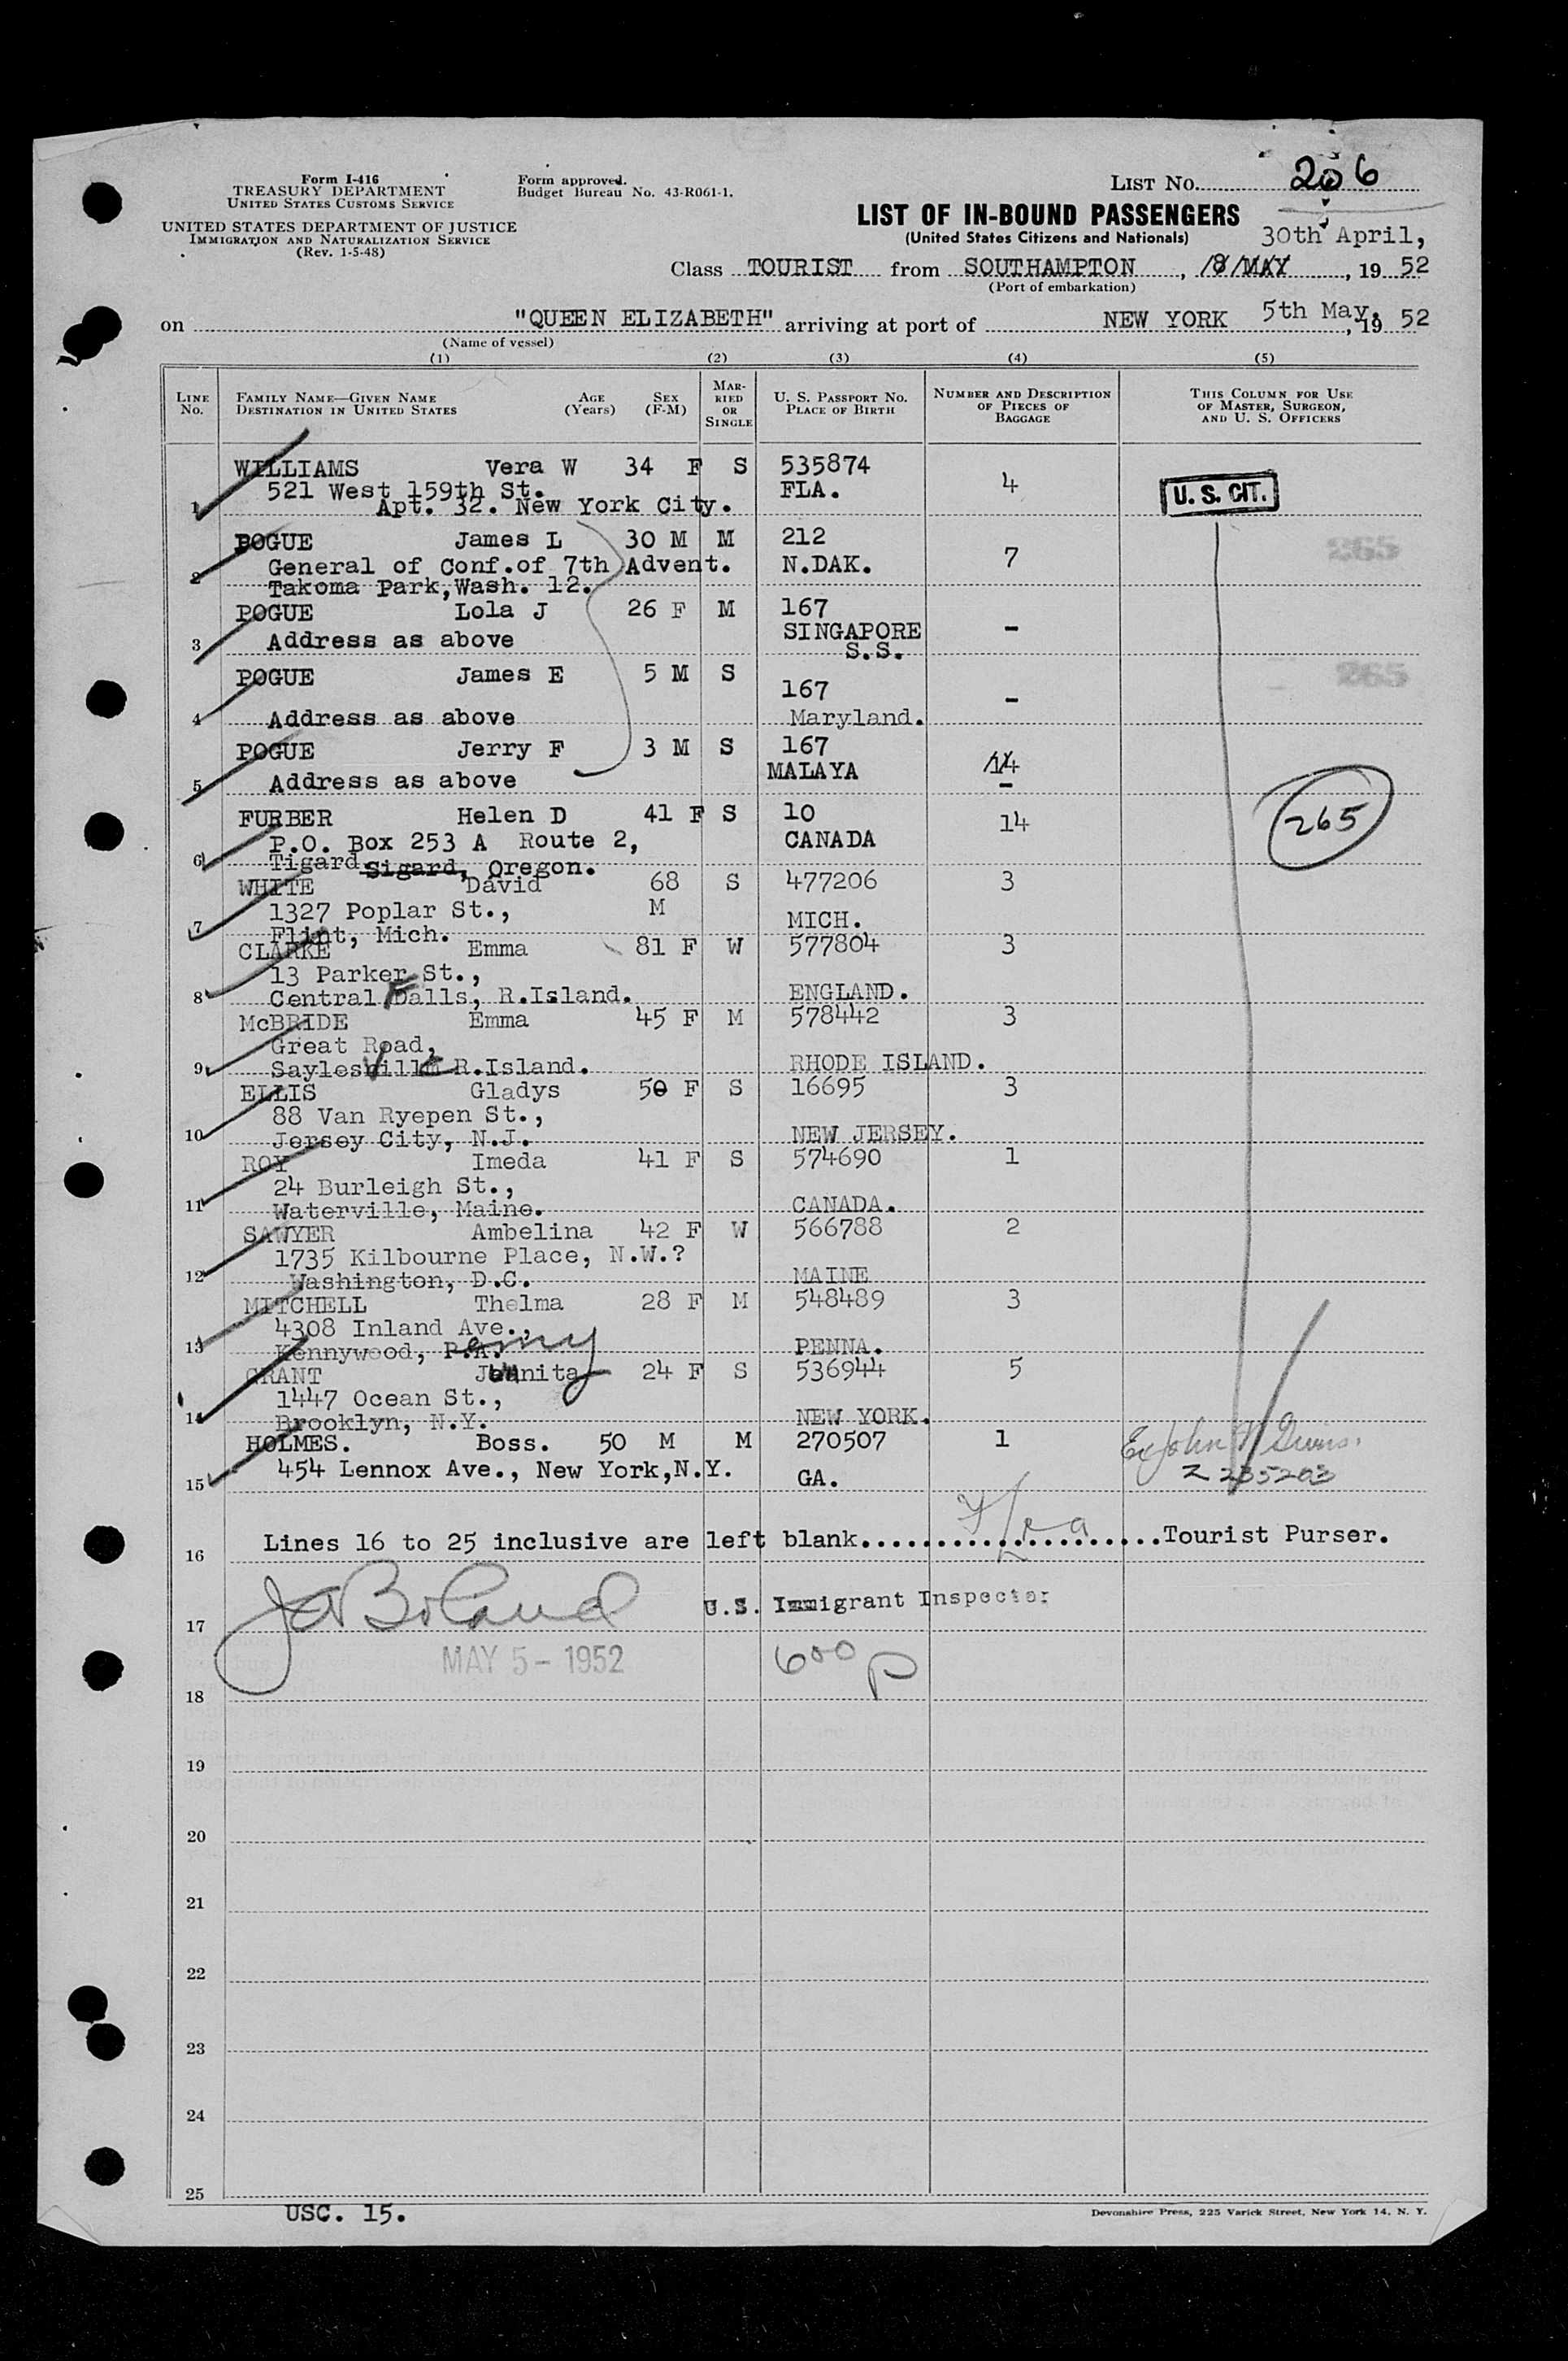 Form I-416
TREASURY DEPARTMENT
UNITED STATES CUSTOMS SERVICE
UNITED STATES DEPARTMENT OF JUSTICE
IMMIGRATION AND NATURALIZATION SERVICE
(Rev. 1-5-48)
Form approved.
Budget Bureau No. 43-R061-1.
LIST No. 206
LIST OF IN-BOUND PASSENGERS
(United States Citizens and Nationals)
30th April,
Class TOURIST from SOUTHAMPTON, 18/MAY, 19 52
(Port of embarkation)
on "QUEEN ELIZABETH" arriving at port of NEW YORK 5th May, 19 52
(Name of vessel)
(1) (2) (3) (4) (5)
LINE No. FAMILY NAME—GIVEN NAME DESTINATION IN UNITED STATES AGE (Years) SEX (F-M) MARRIED OR SINGLE U. S. PASSPORT No. PLACE OF BIRTH NUMBER AND DESCRIPTION OF PIECES OF BAGGAGE THIS COLUMN FOR USE OF MASTER, SURGEON, AND U. S. OFFICERS
WILLIAMS Vera W 34 F S 535874 4
521 West 159th St. FLA. U. S. CIT.
1 Apt. 32. New York City.
POGUE James L 30 M M 212 7
General of Conf.of 7th Advent. N.DAK. 265
2 Takoma Park,Wash. 12.
POGUE Lola J 26 F M 167 -
3 Address as above SINGAPORE
S.S.
POGUE James E 5 M S 167 - 265
4 Address as above Maryland.
POGUE Jerry F 3 M S 167 14
5 Address as above MALAYA -
FURBER Helen D 41 F S 10 14 265
P.O. Box 253 A Route 2, CANADA
6 Tigard Sigard, Oregon.
WHITE David 68 S 477206 3
1327 Poplar St., M MICH.
7 Flint, Mich.
CLARKE Emma 81 F W 577804 3
13 Parker St.,
8 Central Falls, R.Island. ENGLAND.
McBRIDE Emma 45 F M 578442 3
Great Road,
9 Saylesville R.Island. RHODE ISLAND.
ELLIS Gladys 50 F S 16695 3
88 Van Ryepen St.,
10 Jersey City, N.J. NEW JERSEY.
ROY Imeda 41 F S 574690 1
24 Burleigh St.,
11 Waterville, Maine. CANADA.
SAWYER Ambelina 42 F W 566788 2
1735 Kilbourne Place, N.W.?
12 Washington, D.C. MAINE
MITCHELL Thelma 28 F M 548489 3
4308 Inland Ave.,
13 Kennywood, P.A. PENNA.
GRANT Juanita 24 F S 536944 5
1447 Ocean St.,
14 Brooklyn, N.Y. NEW YORK.
HOLMES. Boss. 50 M M 270507 1
454 Lennox Ave., New York,N.Y. GA. Z 235203
15
16 Lines 16 to 25 inclusive are left blank.....................Tourist Purser.
17 U.S. Immigrant Inspector
MAY 5 - 1952 6 00 p
18
19
20
21
22
23
24
25
USC. 15.
Devonshire Press, 225 Varick Street, New York 14, N. Y.